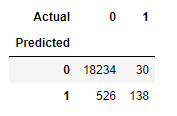 Actual 0 1
Predicted
0 18234 30
1 526 138